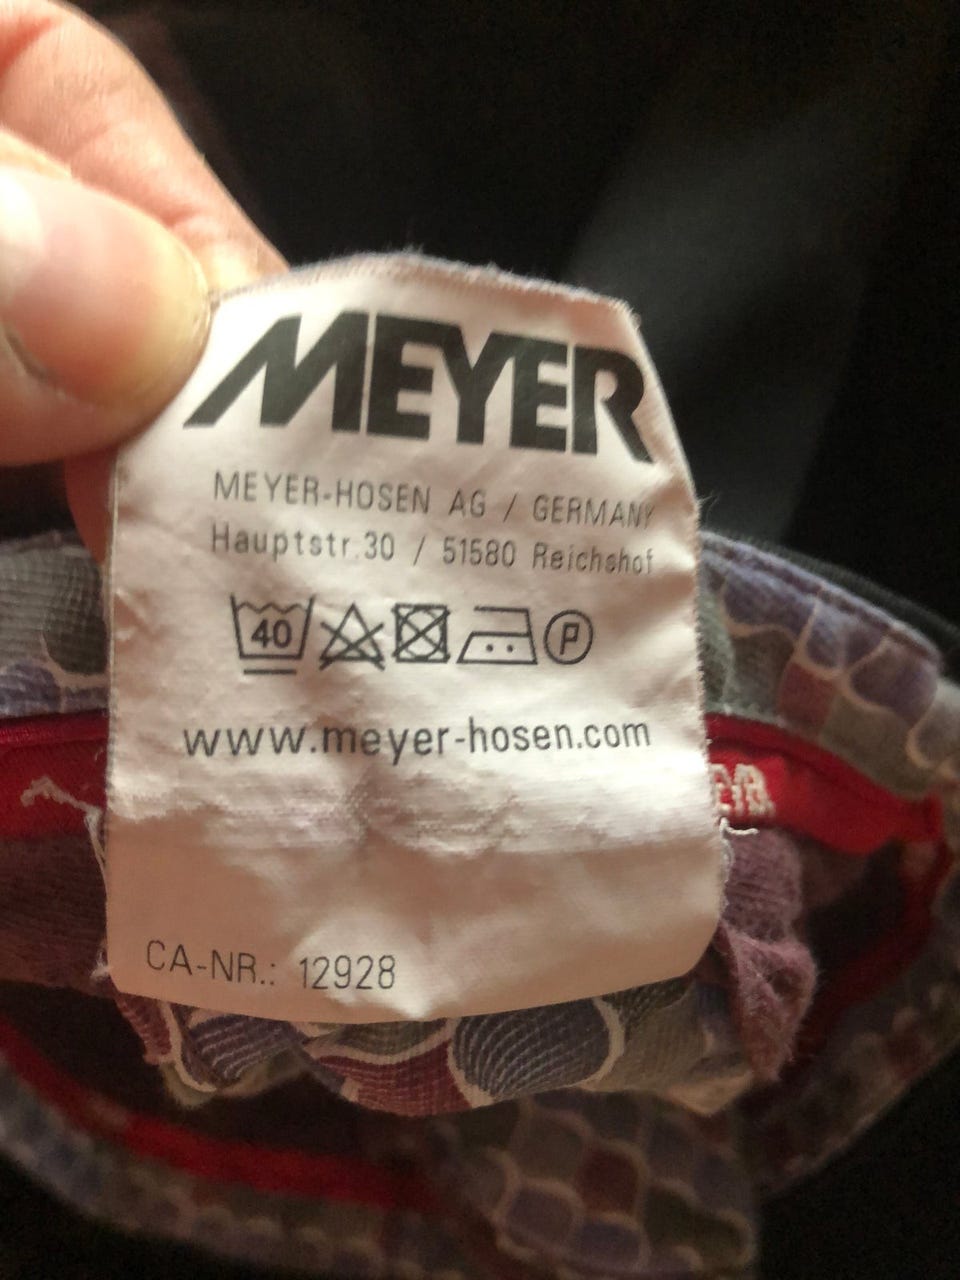 MEYER
MEYER-HOSEN AG / GERMANY
Hauptstr.30 / 51580 Reichshof
40 P
www.meyer-hosen.com
CA-NR.: 12928